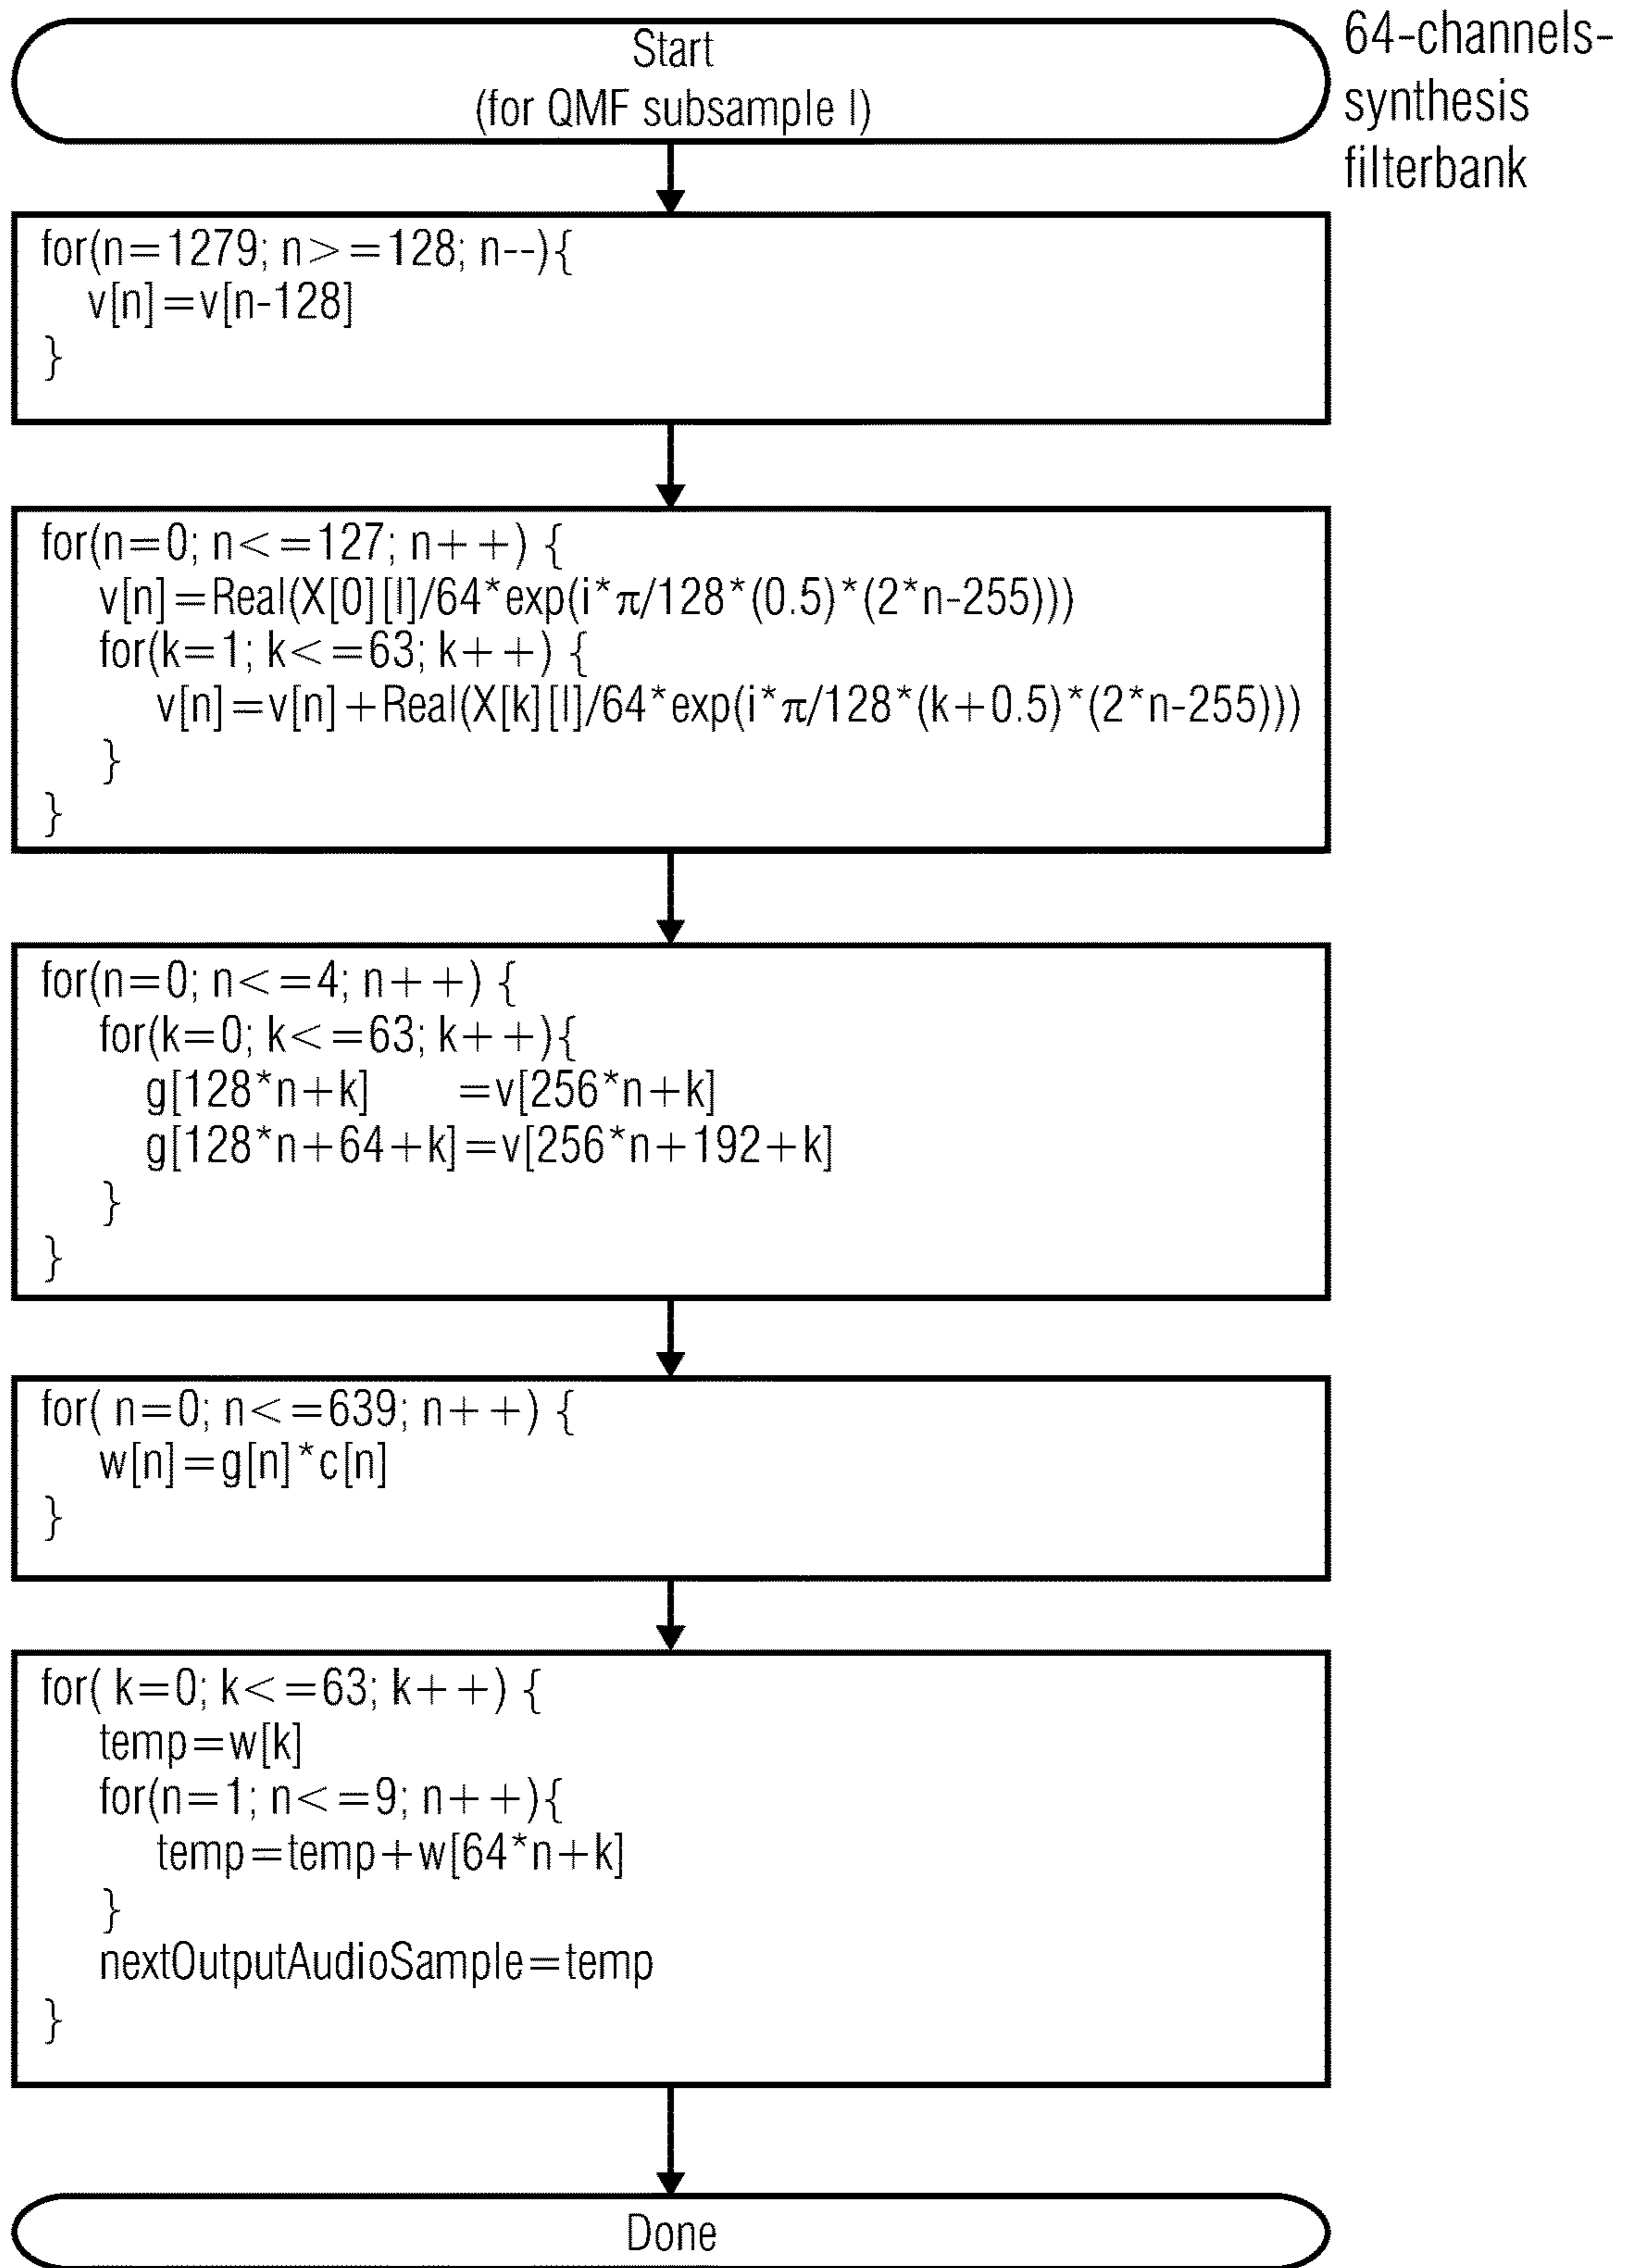 Start
(for QMF subsample l)
64-channels-
synthesis
filterbank
for(n=1279; n>=128; n--){
v[n]=v[n-128]
}
for(n=0; n<=127; n++) {
v[n]=Real(X[0][l]/64*exp(i*π/128*(0.5)*(2*n-255)))
for(k=1; k<=63; k++) {
v[n]=v[n]+Real(X[k][l]/64*exp(i*π/128*(k+0.5)*(2*n-255)))
}
}
for(n=0; n<=4; n++) {
for(k=0; k<=63; k++){
g[128*n+k] =v[256*n+k]
g[128*n+64+k]=v[256*n+192+k]
}
}
for( n=0; n<=639; n++) {
w[n]=g[n]*c[n]
}
for( k=0; k<=63; k++) {
temp=w[k]
for(n=1; n<=9; n++){
temp=temp+w[64*n+k]
}
nextOutputAudioSample=temp
}
Done